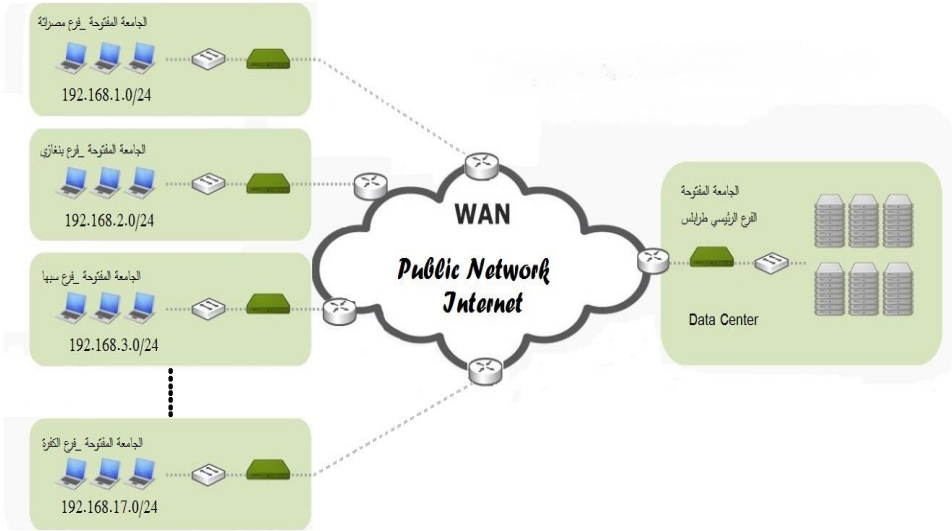 الجامعة المفتوحة _فرع مصراتة
192.168.1.0/24
الجامعة المفتوحة _فرع بنغازي
192.168.2.0/24
الجامعة المفتوحة _فرع سبها
192.168.3.0/24
الجامعة المفتوحة _فرع الكفرة
192.168.17.0/24
WAN
Public Network
Internet
الجامعة المفتوحة
الفرع الرئيسي طرابلس
Data Center